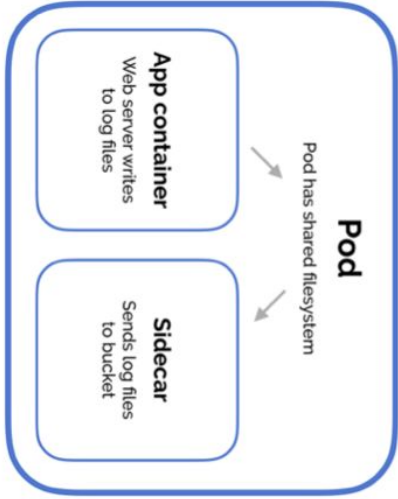 Pod
Pod has shared filesystem
App container
Web server writes
to log files
Sidecar
Sends log files
to bucket